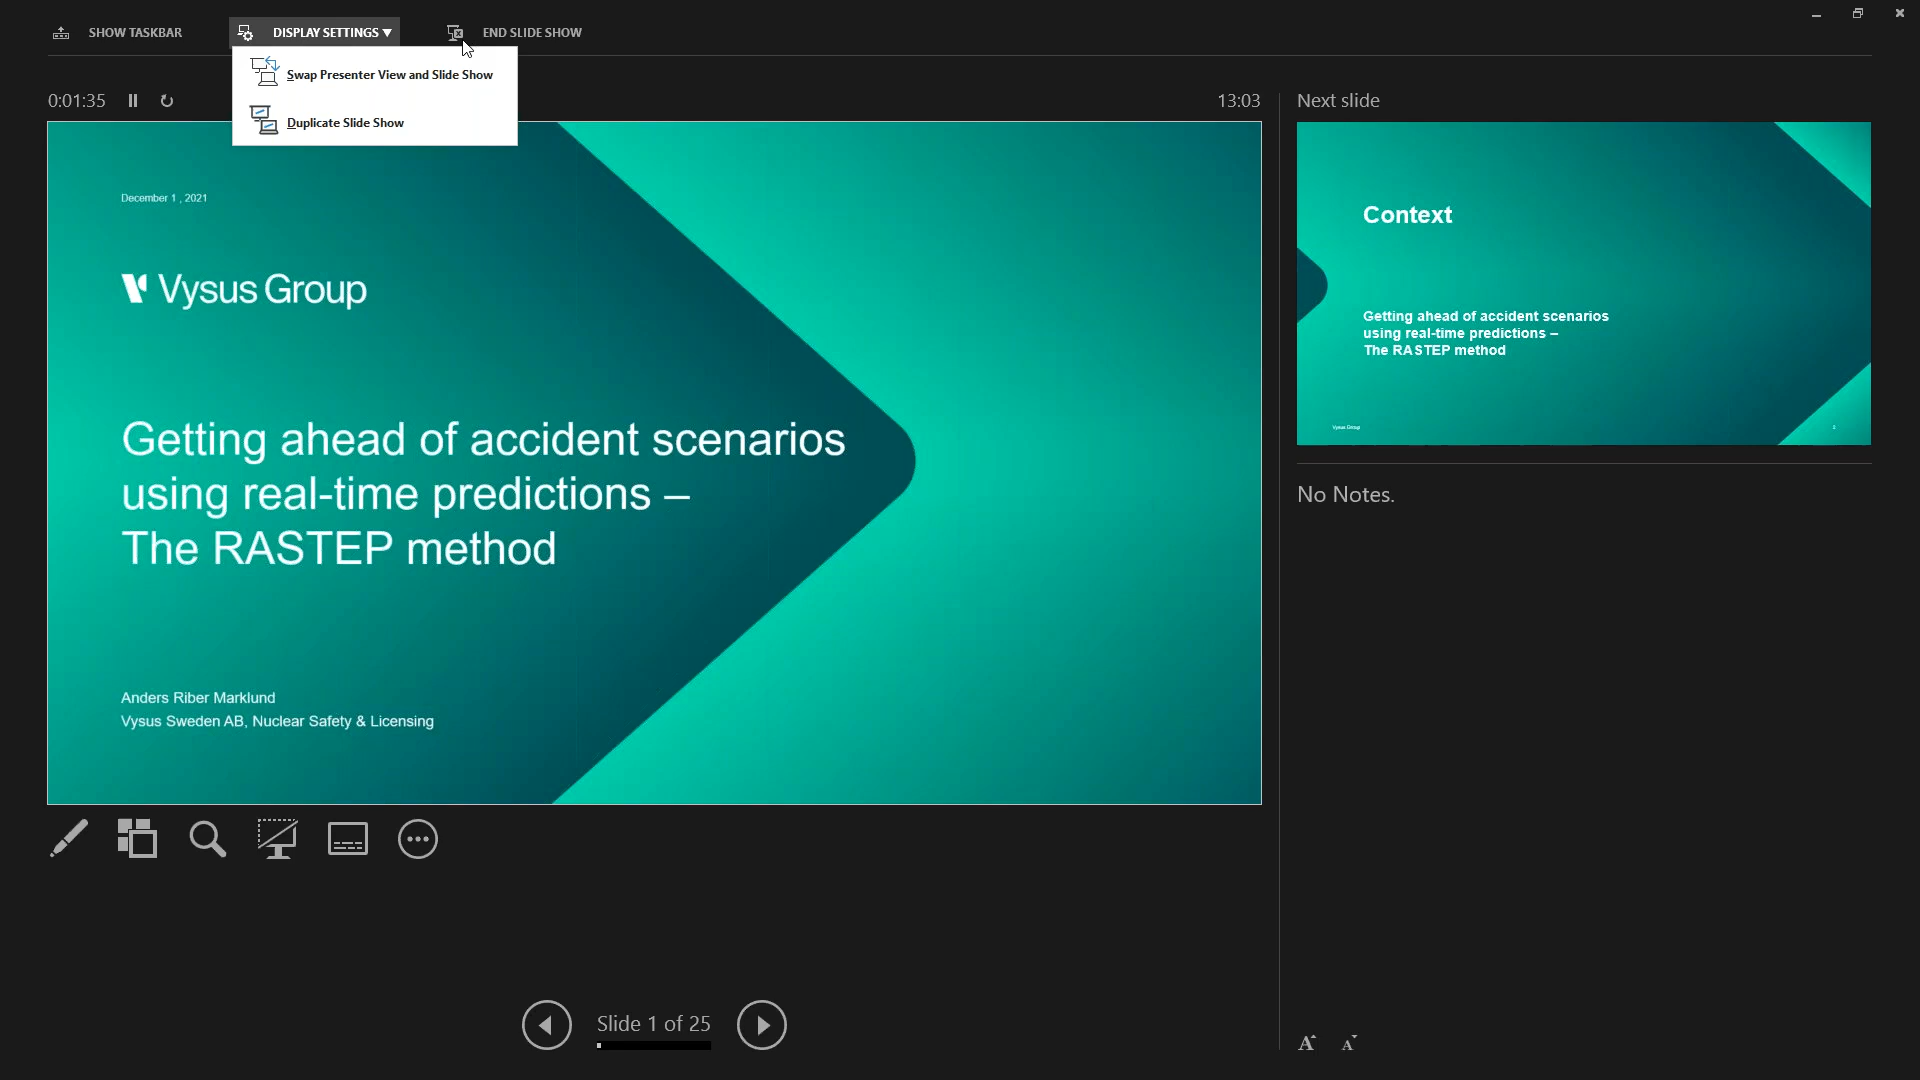 SHOW TASKBAR
DISPLAY SETTINGS ▼
END SLIDE SHOW
Swap Presenter View and Slide Show
Duplicate Slide Show
0:01:35
13:03
December 1 , 2021
Vysus Group
Getting ahead of accident scenarios
using real-time predictions –
The RASTEP method
Anders Riber Marklund
Vysus Sweden AB, Nuclear Safety & Licensing
Slide 1 of 25
Next slide
Context
Getting ahead of accident scenarios
using real-time predictions –
The RASTEP method
Vysus Group
2
No Notes.
A
A